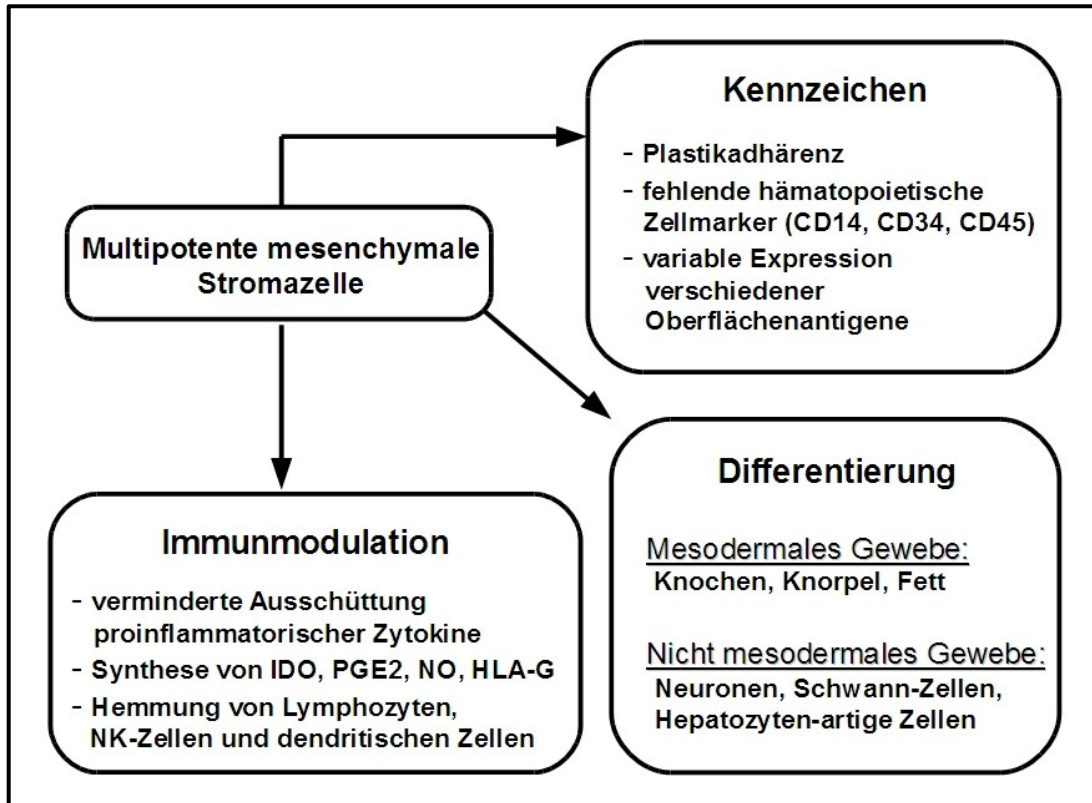 Multipotente mesenchymale
Stromazelle
Kennzeichen
- Plastikadhärenz
- fehlende hämatopoietische
Zellmarker (CD14, CD34, CD45)
- variable Expression
verschiedener
Oberflächenantigene
Immunmodulation
- verminderte Ausschüttung
proinflammatorischer Zytokine
- Synthese von IDO, PGE2, NO, HLA-G
- Hemmung von Lymphozyten,
NK-Zellen und dendritischen Zellen
Differentierung
Mesodermales Gewebe:
Knochen, Knorpel, Fett
Nicht mesodermales Gewebe:
Neuronen, Schwann-Zellen,
Hepatozyten-artige Zellen